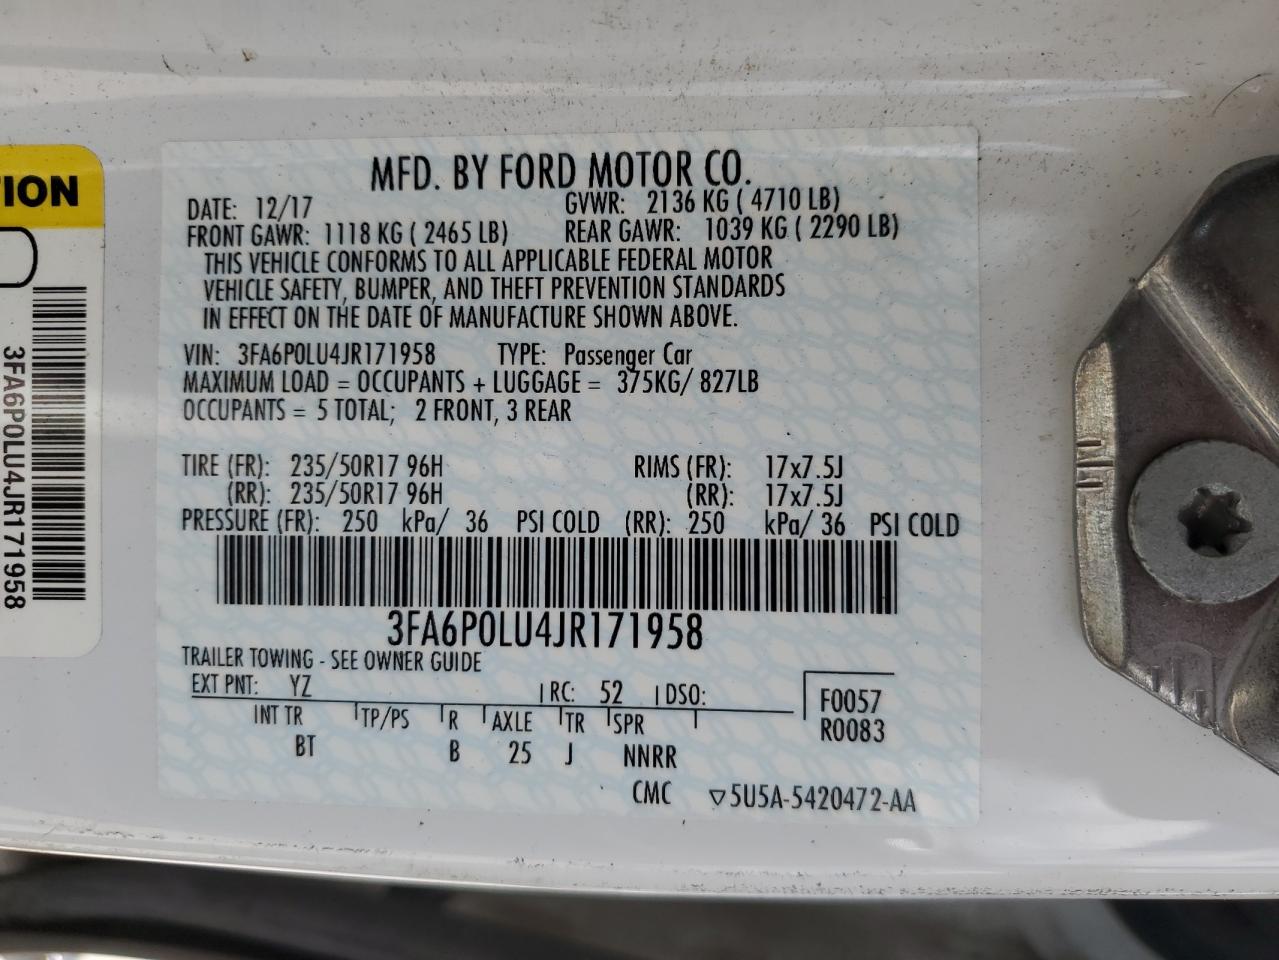 MFD. BY FORD MOTOR CO.
DATE: 12/17 GVWR: 2136 KG ( 4710 LB)
FRONT GAWR: 1118 KG ( 2465 LB) REAR GAWR: 1039 KG ( 2290 LB)
THIS VEHICLE CONFORMS TO ALL APPLICABLE FEDERAL MOTOR
VEHICLE SAFETY, BUMPER, AND THEFT PREVENTION STANDARDS
IN EFFECT ON THE DATE OF MANUFACTURE SHOWN ABOVE.
VIN: 3FA6P0LU4JR171958 TYPE: Passenger Car
MAXIMUM LOAD = OCCUPANTS + LUGGAGE = 375KG/ 827LB
OCCUPANTS = 5 TOTAL; 2 FRONT, 3 REAR
TIRE (FR): 235/50R17 96H RIMS (FR): 17x7.5J
(RR): 235/50R17 96H (RR): 17x7.5J
PRESSURE (FR): 250 kPa/ 36 PSI COLD (RR): 250 kPa/ 36 PSI COLD
3FA6P0LU4JR171958
TRAILER TOWING - SEE OWNER GUIDE
EXT PNT: YZ RC: 52 DSO:
INT TR TP/PS R AXLE TR SPR
BT B 25 J NNRR
F0057
R0083
CMC ▽5U5A-5420472-AA
TION
3FA6P0LU4JR171958